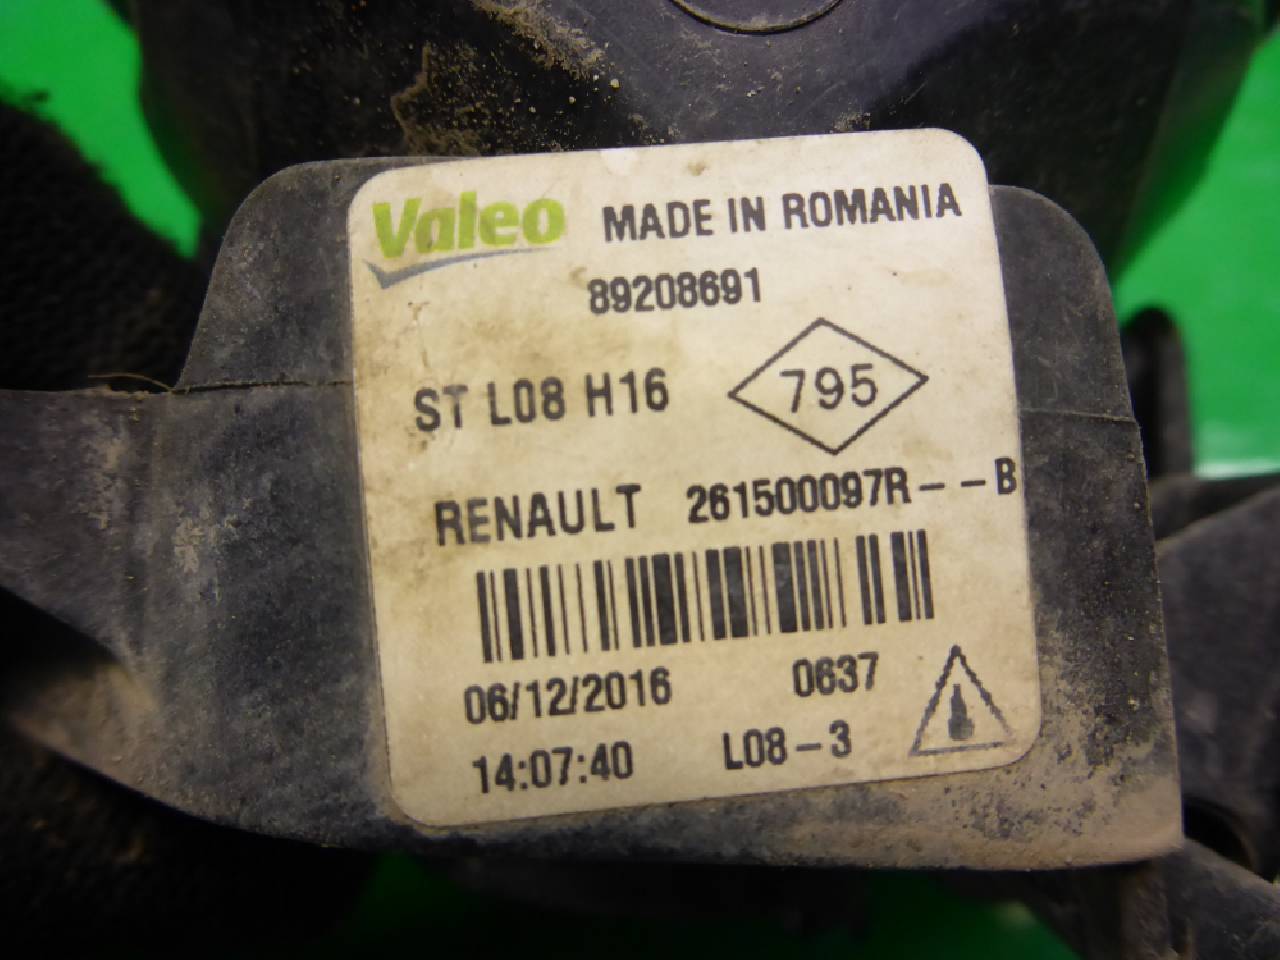 Valeo MADE IN ROMANIA
89208691
ST L08 H16 795
RENAULT 261500097R--B
06/12/2016 0637
14:07:40 L08-3